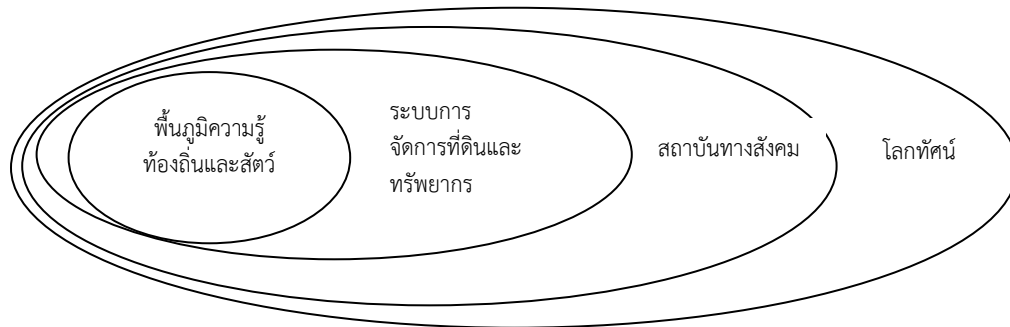 พื้นภูมิความรู้
ท้องถิ่นและสัตว์
ระบบการ
จัดการที่ดินและ
ทรัพยากร
สถาบันทางสังคม
โลกทัศน์